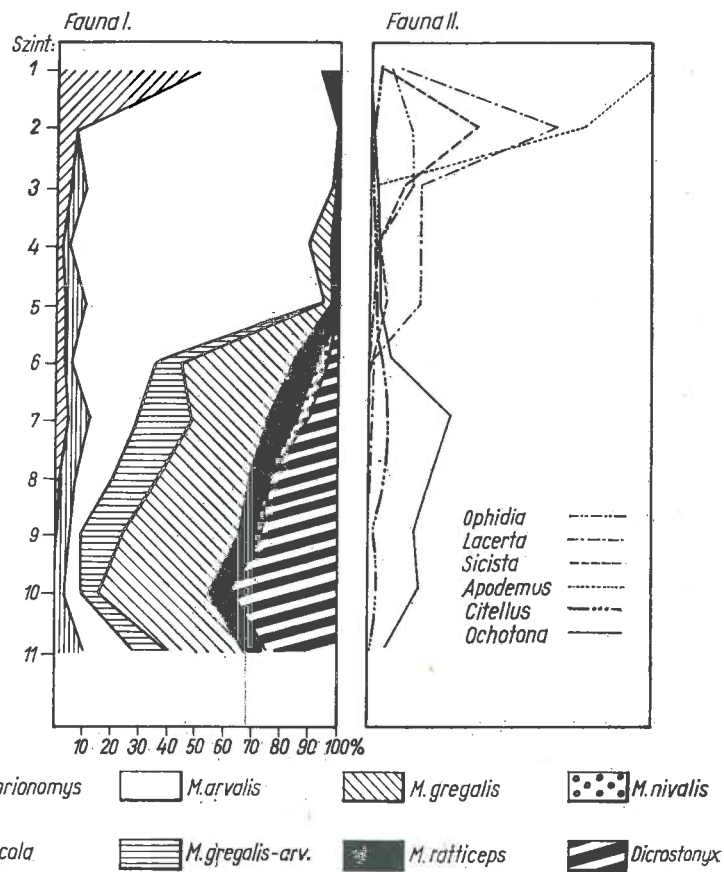 Fauna I.
Fauna II.
Szint:
1
2
3
4
5
6
7
8
9
10
11
Ophidia
Lacerta
Sicista
Apodemus
Citellus
Ochotona
10 20 30 40 50 60 70 80 90 100%
rionomys M. arvalis M. gregalis M. nivalis
cola M. gregalis-arv. M. ratticeps Dicrostonyx